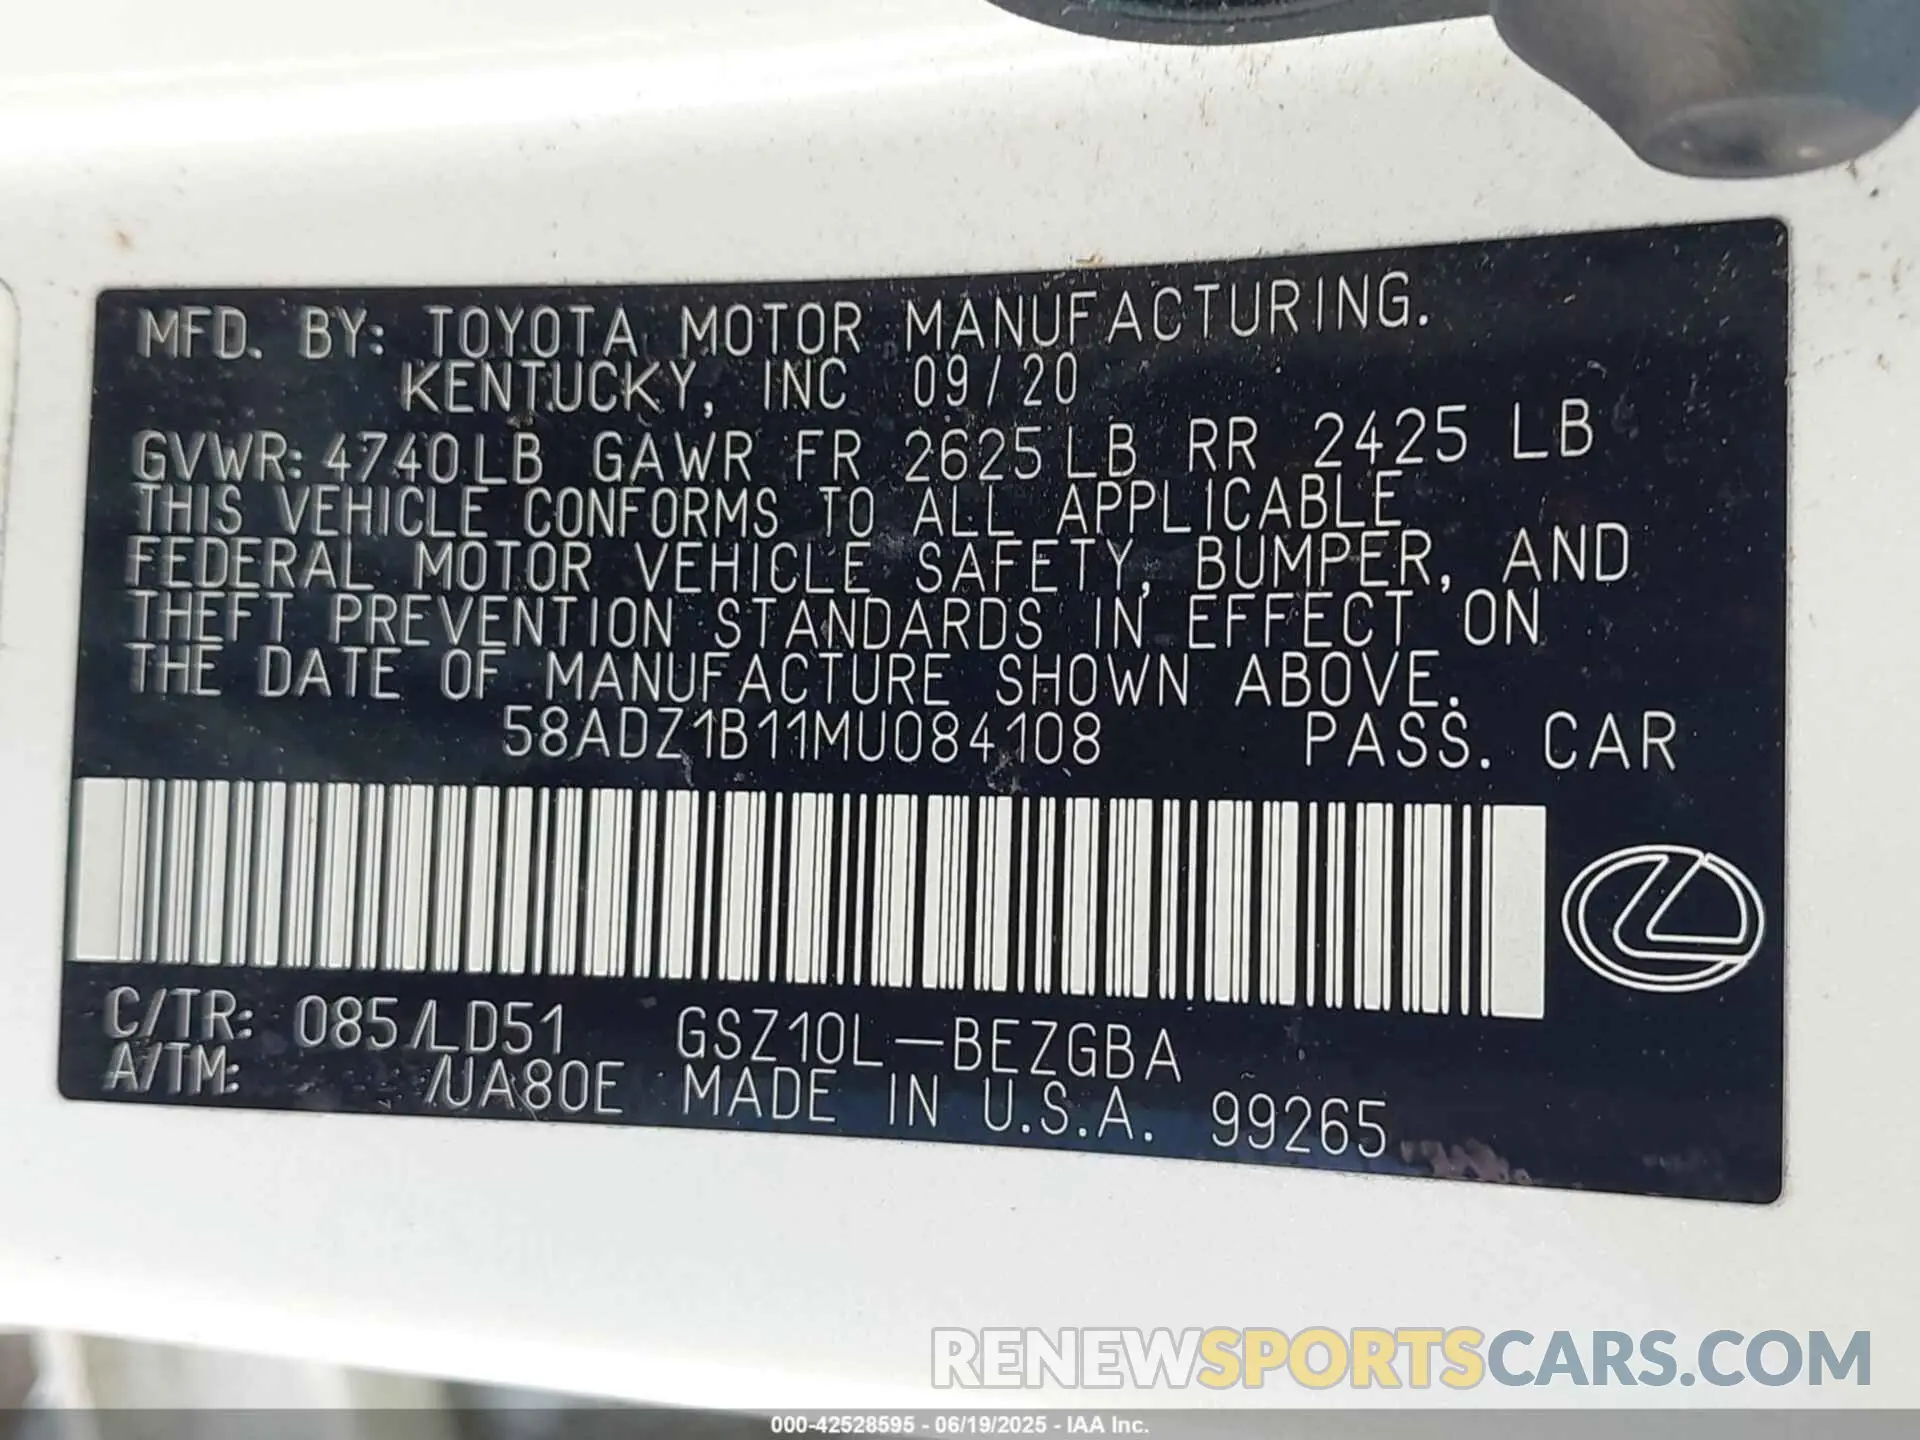 MFD. BY: TOYOTA MOTOR MANUFACTURING.
KENTUCKY, INC 09/20
GVWR: 4740LB GAWR FR 2625LB RR 2425 LB
THIS VEHICLE CONFORMS TO ALL APPLICABLE
FEDERAL MOTOR VEHICLE SAFETY, BUMPER, AND
THEFT PREVENTION STANDARDS IN EFFECT ON
THE DATE OF MANUFACTURE SHOWN ABOVE.
58ADZ1B11MU084108 PASS. CAR
C/TR: 085/LD51 GSZ10L-BEZGBA
A/TM: /UA80E MADE IN U.S.A. 99265
RENEWSPORTSCARS.COM
000-42528595 - 06/19/2025 - IAA Inc.